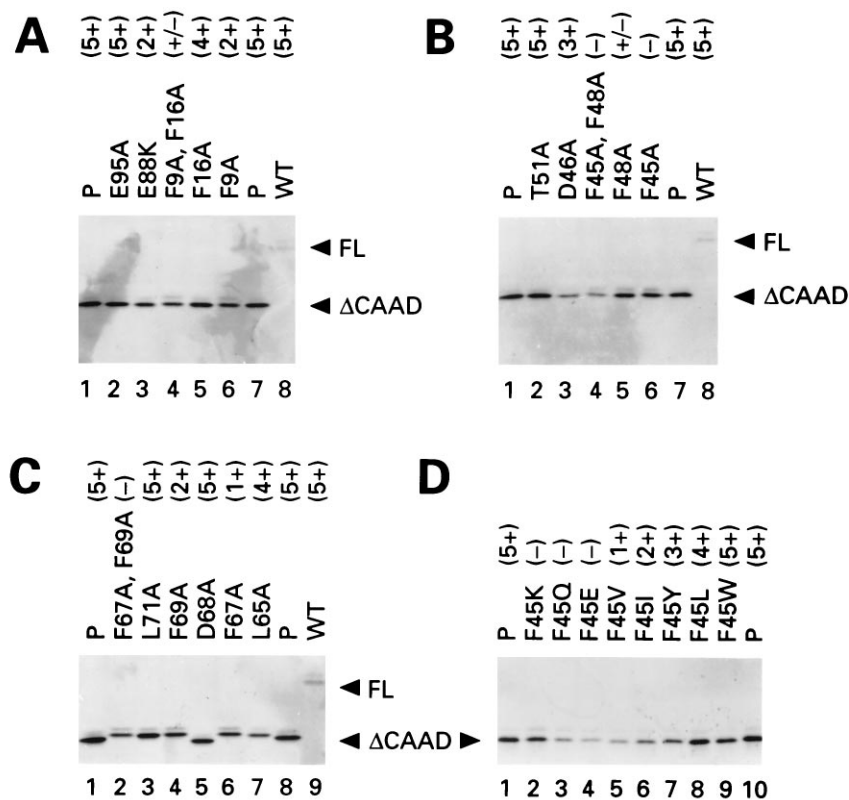 A
(5+) (5+) (2+) (+/−) (4+) (2+) (5+) (5+)
P E95A E88K F9A, F16A F16A F9A P WT
◄ FL
◄ ΔCAAD
1 2 3 4 5 6 7 8
B
(5+) (5+) (3+) (−) (+/−) (−) (5+) (5+)
P T51A D46A F45A, F48A F48A F45A P WT
◄ FL
◄ ΔCAAD
1 2 3 4 5 6 7 8
C
(5+) (−) (5+) (2+) (5+) (1+) (4+) (5+) (5+)
P F67A, F69A L71A F69A D68A F67A L65A P WT
◄ FL
◄ ΔCAAD ►
1 2 3 4 5 6 7 8 9
D
(5+) (−) (−) (−) (1+) (2+) (3+) (4+) (5+) (5+)
P F45K F45Q F45E F45V F45I F45Y F45L F45W P
1 2 3 4 5 6 7 8 9 10